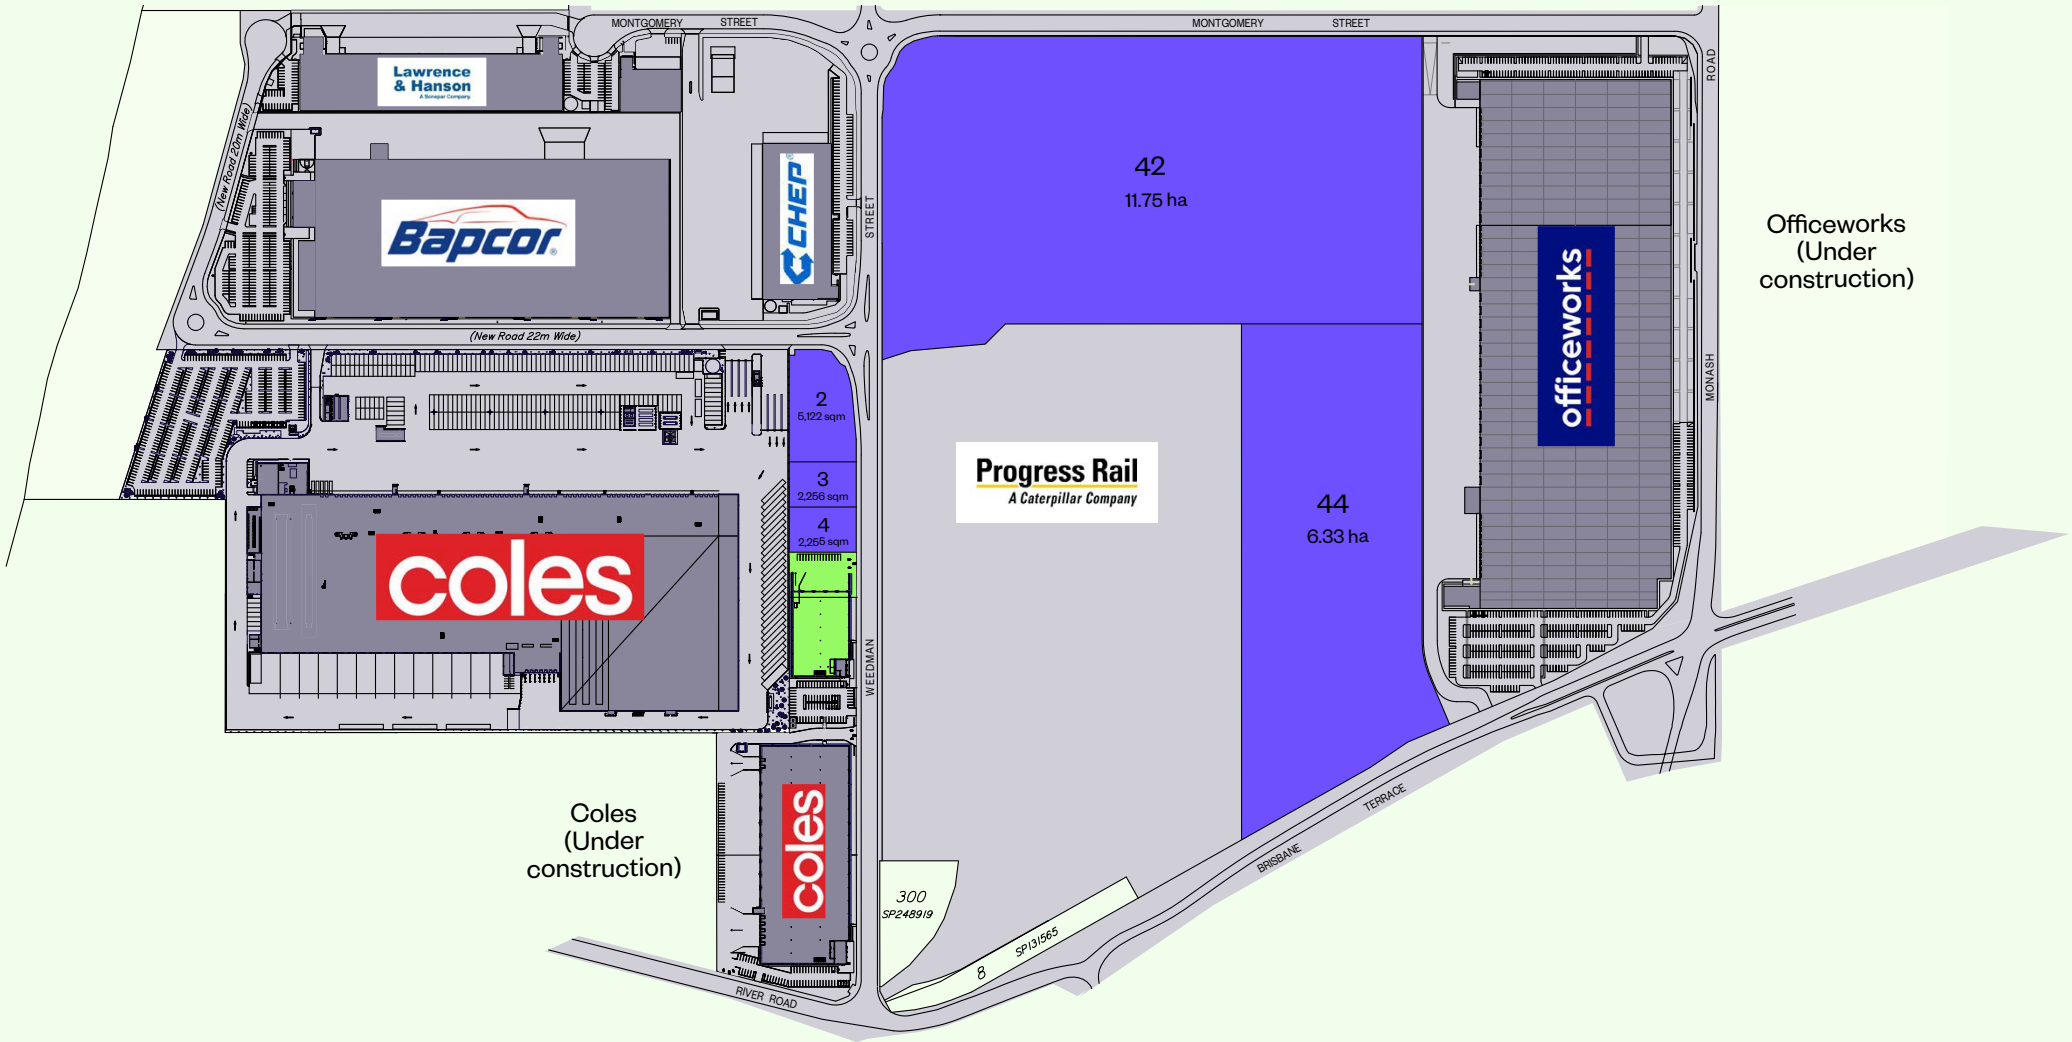 MONTGOMERY STREET
MONTGOMERY STREET
ROAD
Lawrence
& Hanson
A Sonepar Company
(New Road 20m Wide)
Bapcor®
CHEP®
STREET
42
11.75 ha
officeworks
Officeworks
(Under
construction)
(New Road 22m Wide)
MONASH
2
5,122 sqm
3
2,256 sqm
4
2,255 sqm
Progress Rail
A Caterpillar Company
44
6.33 ha
coles
WEEDMAN
Coles
(Under
construction)
coles
TERRACE
BRISBANE
300
SP248919
8
SP131565
RIVER ROAD